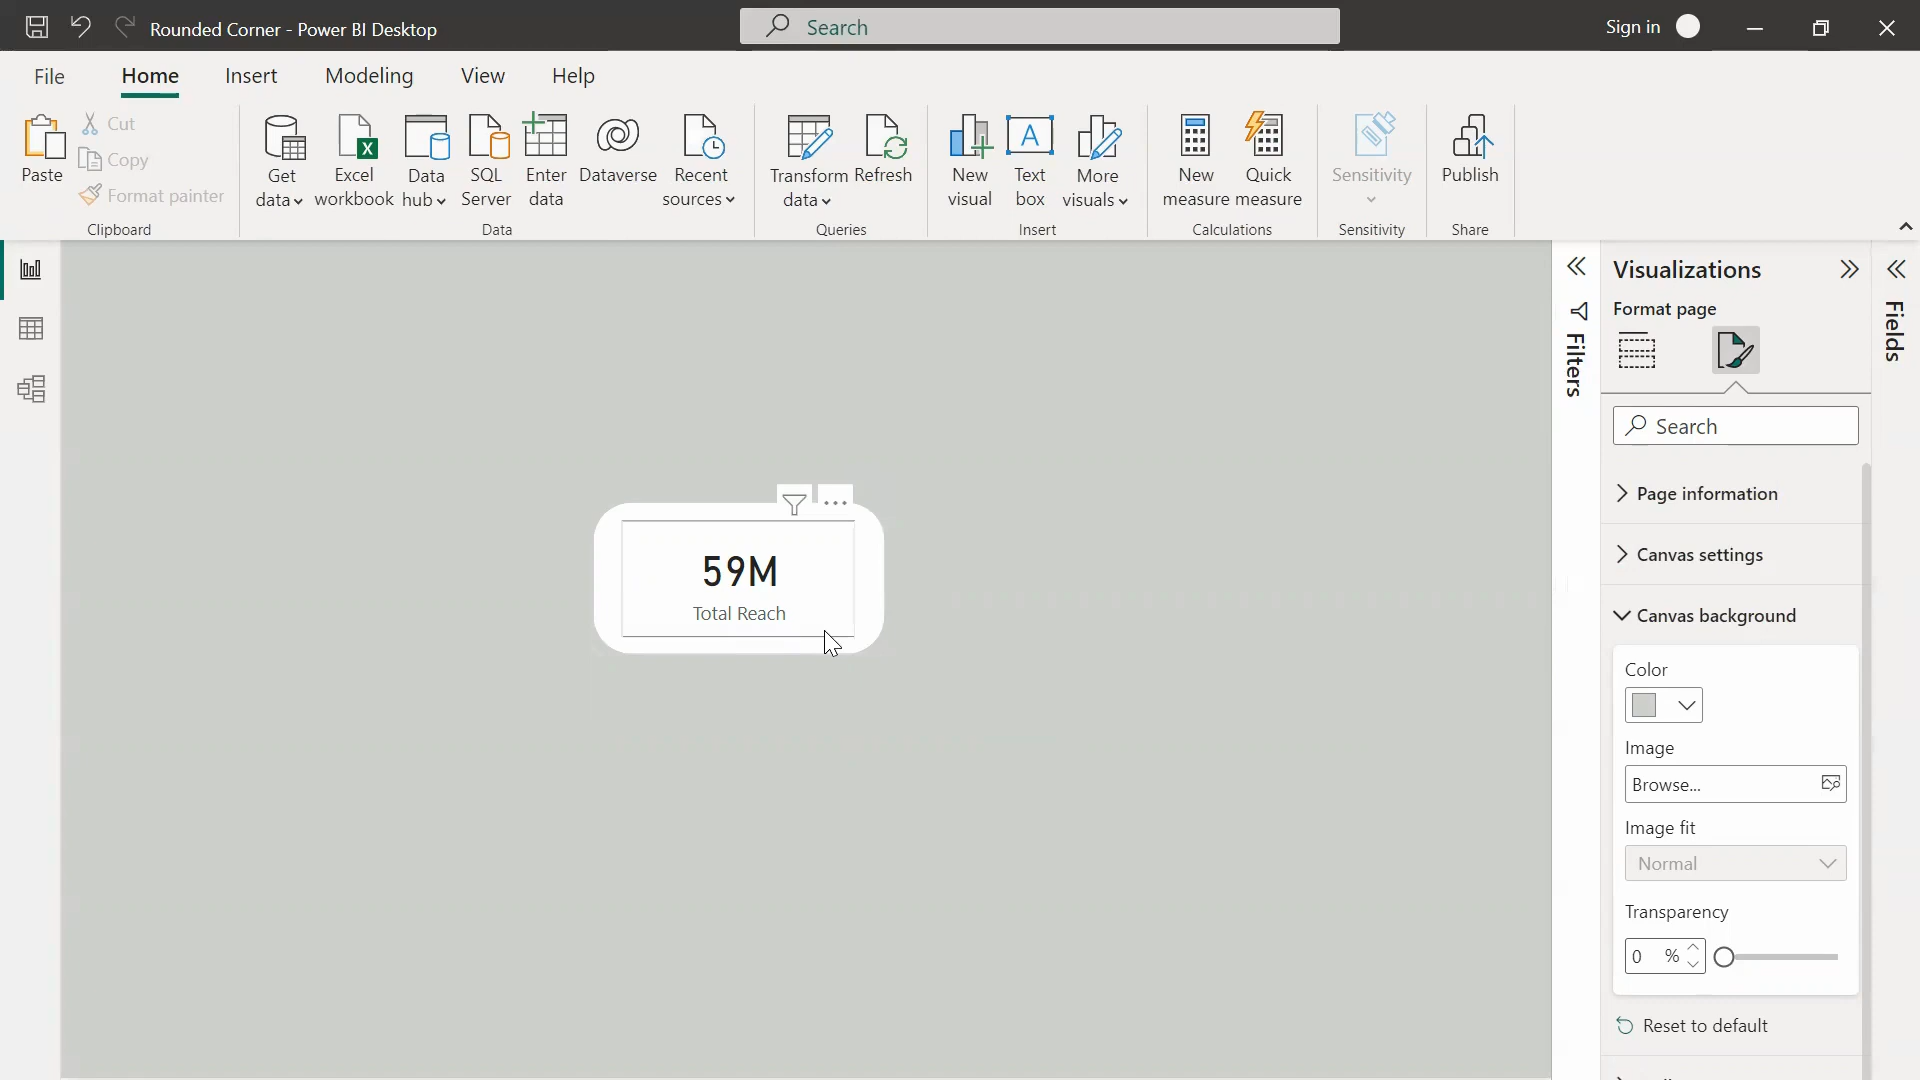 Rounded Corner - Power BI Desktop
Search
Sign in
File
Home
Insert
Modeling
View
Help
Paste
Cut
Copy
Format painter
Clipboard
Get data
Excel workbook
Data hub
SQL Server
Enter data
Dataverse
Recent sources
Data
Transform data
Refresh
Queries
New visual
Text box
More visuals
Insert
New measure
Quick measure
Calculations
Sensitivity
Sensitivity
Publish
Share
59M
Total Reach
Filters
Visualizations
Format page
Search
Page information
Canvas settings
Canvas background
Color
Image
Browse...
Image fit
Normal
Transparency
0 %
Reset to default
Fields